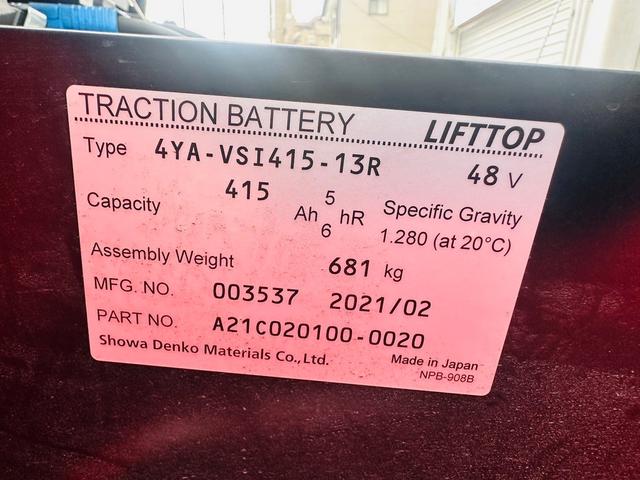 TRACTION BATTERY LIFTTOP
Type 4YA-VSI415-13R 48 V
Capacity 415 Ah 5 hR Specific Gravity
6 1.280 (at 20°C)
Assembly Weight 681 kg
MFG. NO. 003537 2021/02
PART NO. A21C020100-0020
Showa Denko Materials Co.,Ltd. Made in Japan
NPB-908B